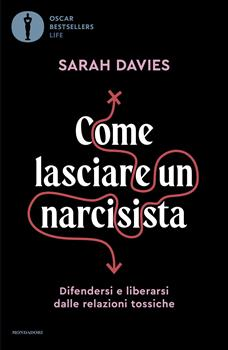 OSCAR
BESTSELLERS
LIFE
SARAH DAVIES
Come
lasciare un
narcisista
Difendersi e liberarsi
dalle relazioni tossiche
MONDADORI